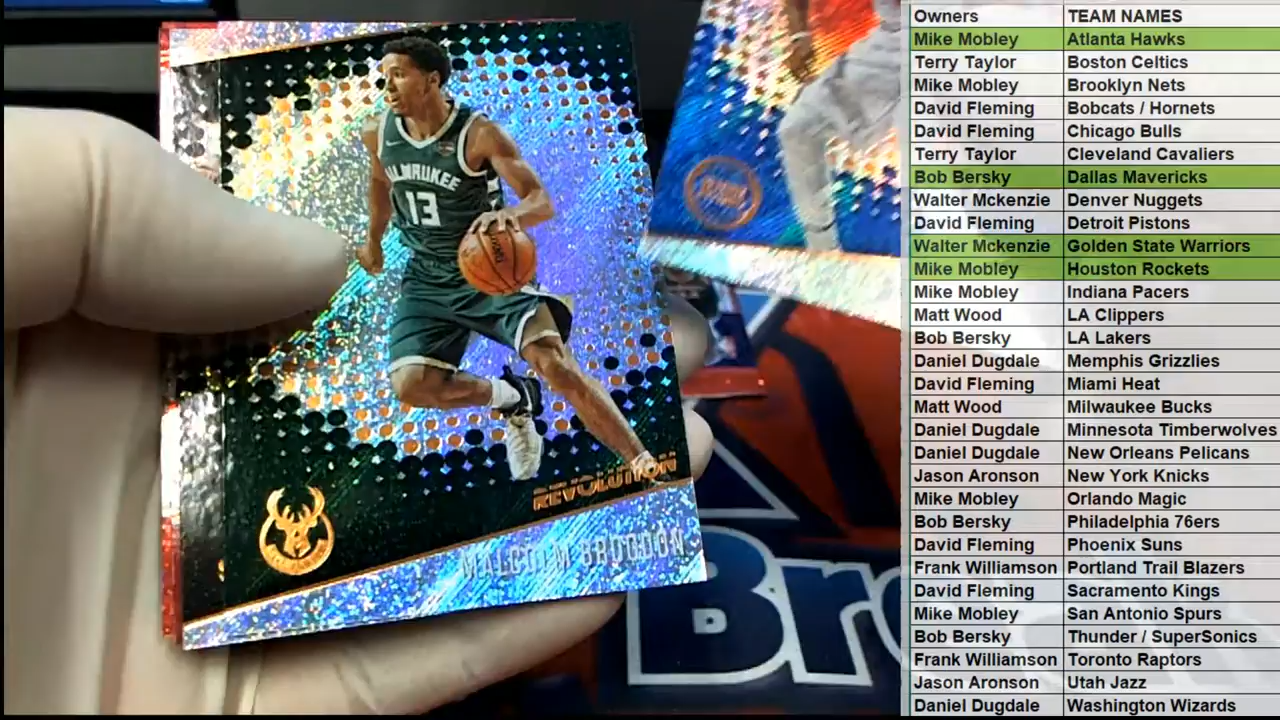 MILWAUKEE
13
REVOLUTION
MALCOLM BROGDON
Br
Owners TEAM NAMES
Mike Mobley Atlanta Hawks
Terry Taylor Boston Celtics
Mike Mobley Brooklyn Nets
David Fleming Bobcats / Hornets
David Fleming Chicago Bulls
Terry Taylor Cleveland Cavaliers
Bob Bersky Dallas Mavericks
Walter Mckenzie Denver Nuggets
David Fleming Detroit Pistons
Walter Mckenzie Golden State Warriors
Mike Mobley Houston Rockets
Mike Mobley Indiana Pacers
Matt Wood LA Clippers
Bob Bersky LA Lakers
Daniel Dugdale Memphis Grizzlies
David Fleming Miami Heat
Matt Wood Milwaukee Bucks
Daniel Dugdale Minnesota Timberwolves
Daniel Dugdale New Orleans Pelicans
Jason Aronson New York Knicks
Mike Mobley Orlando Magic
Bob Bersky Philadelphia 76ers
David Fleming Phoenix Suns
Frank Williamson Portland Trail Blazers
David Fleming Sacramento Kings
Mike Mobley San Antonio Spurs
Bob Bersky Thunder / SuperSonics
Frank Williamson Toronto Raptors
Jason Aronson Utah Jazz
Daniel Dugdale Washington Wizards